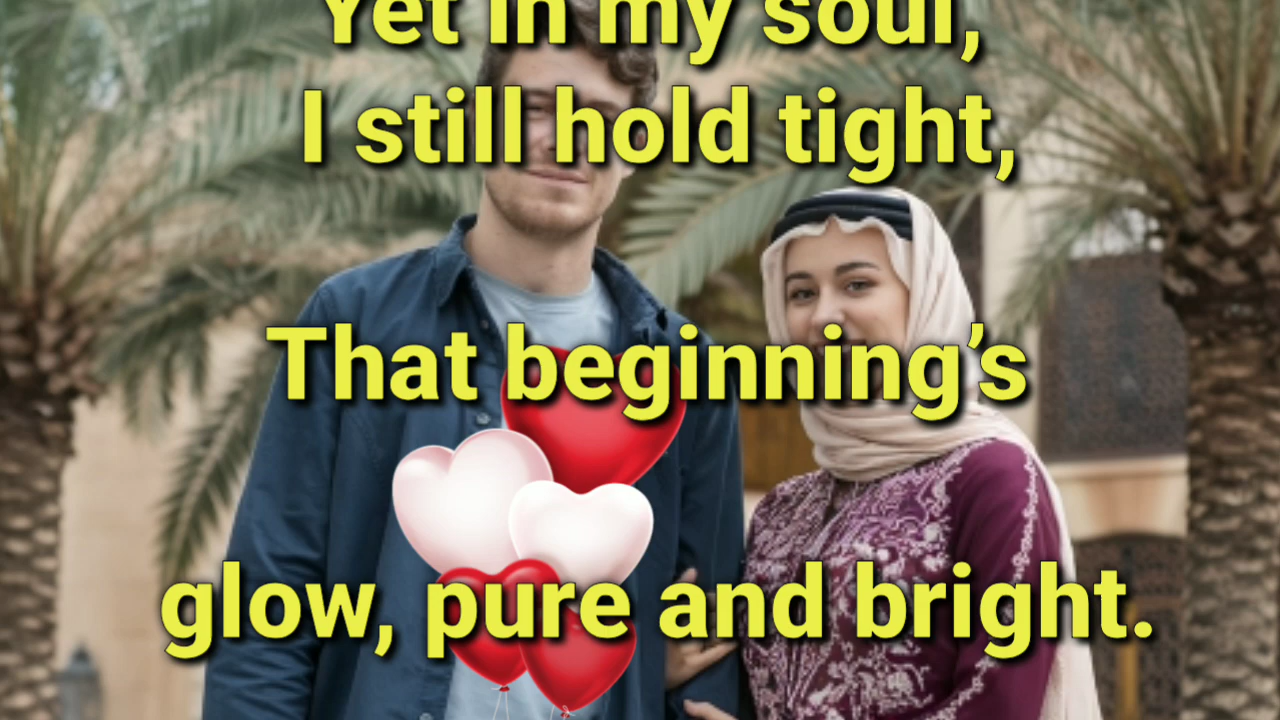 Yet in my soul,
I still hold tight,
That beginning’s
glow, pure and bright.